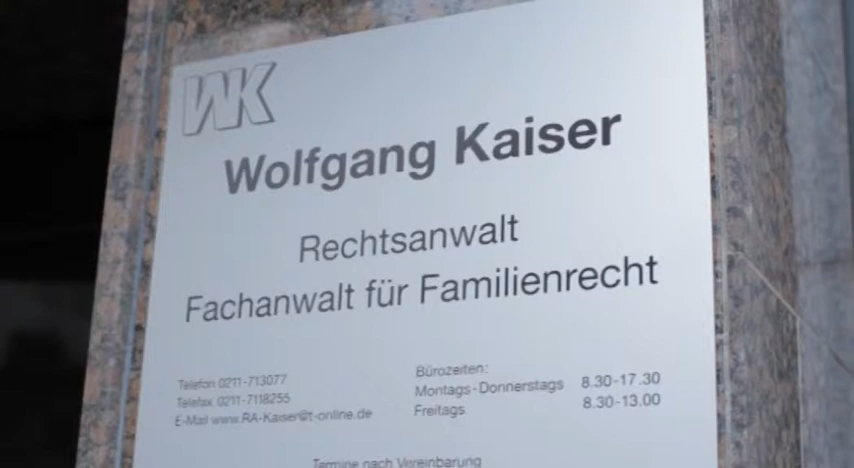 WK
Wolfgang Kaiser
Rechtsanwalt
Fachanwalt für Familienrecht
Telefon 0211-713077
Telefax 0211-7118255
E-Mail www.RA-Kaiser@t-online.de
Bürozeiten:
Montags-Donnerstags 8.30-17.30
Freitags 8.30-13.00
Termine nach Vereinbarung